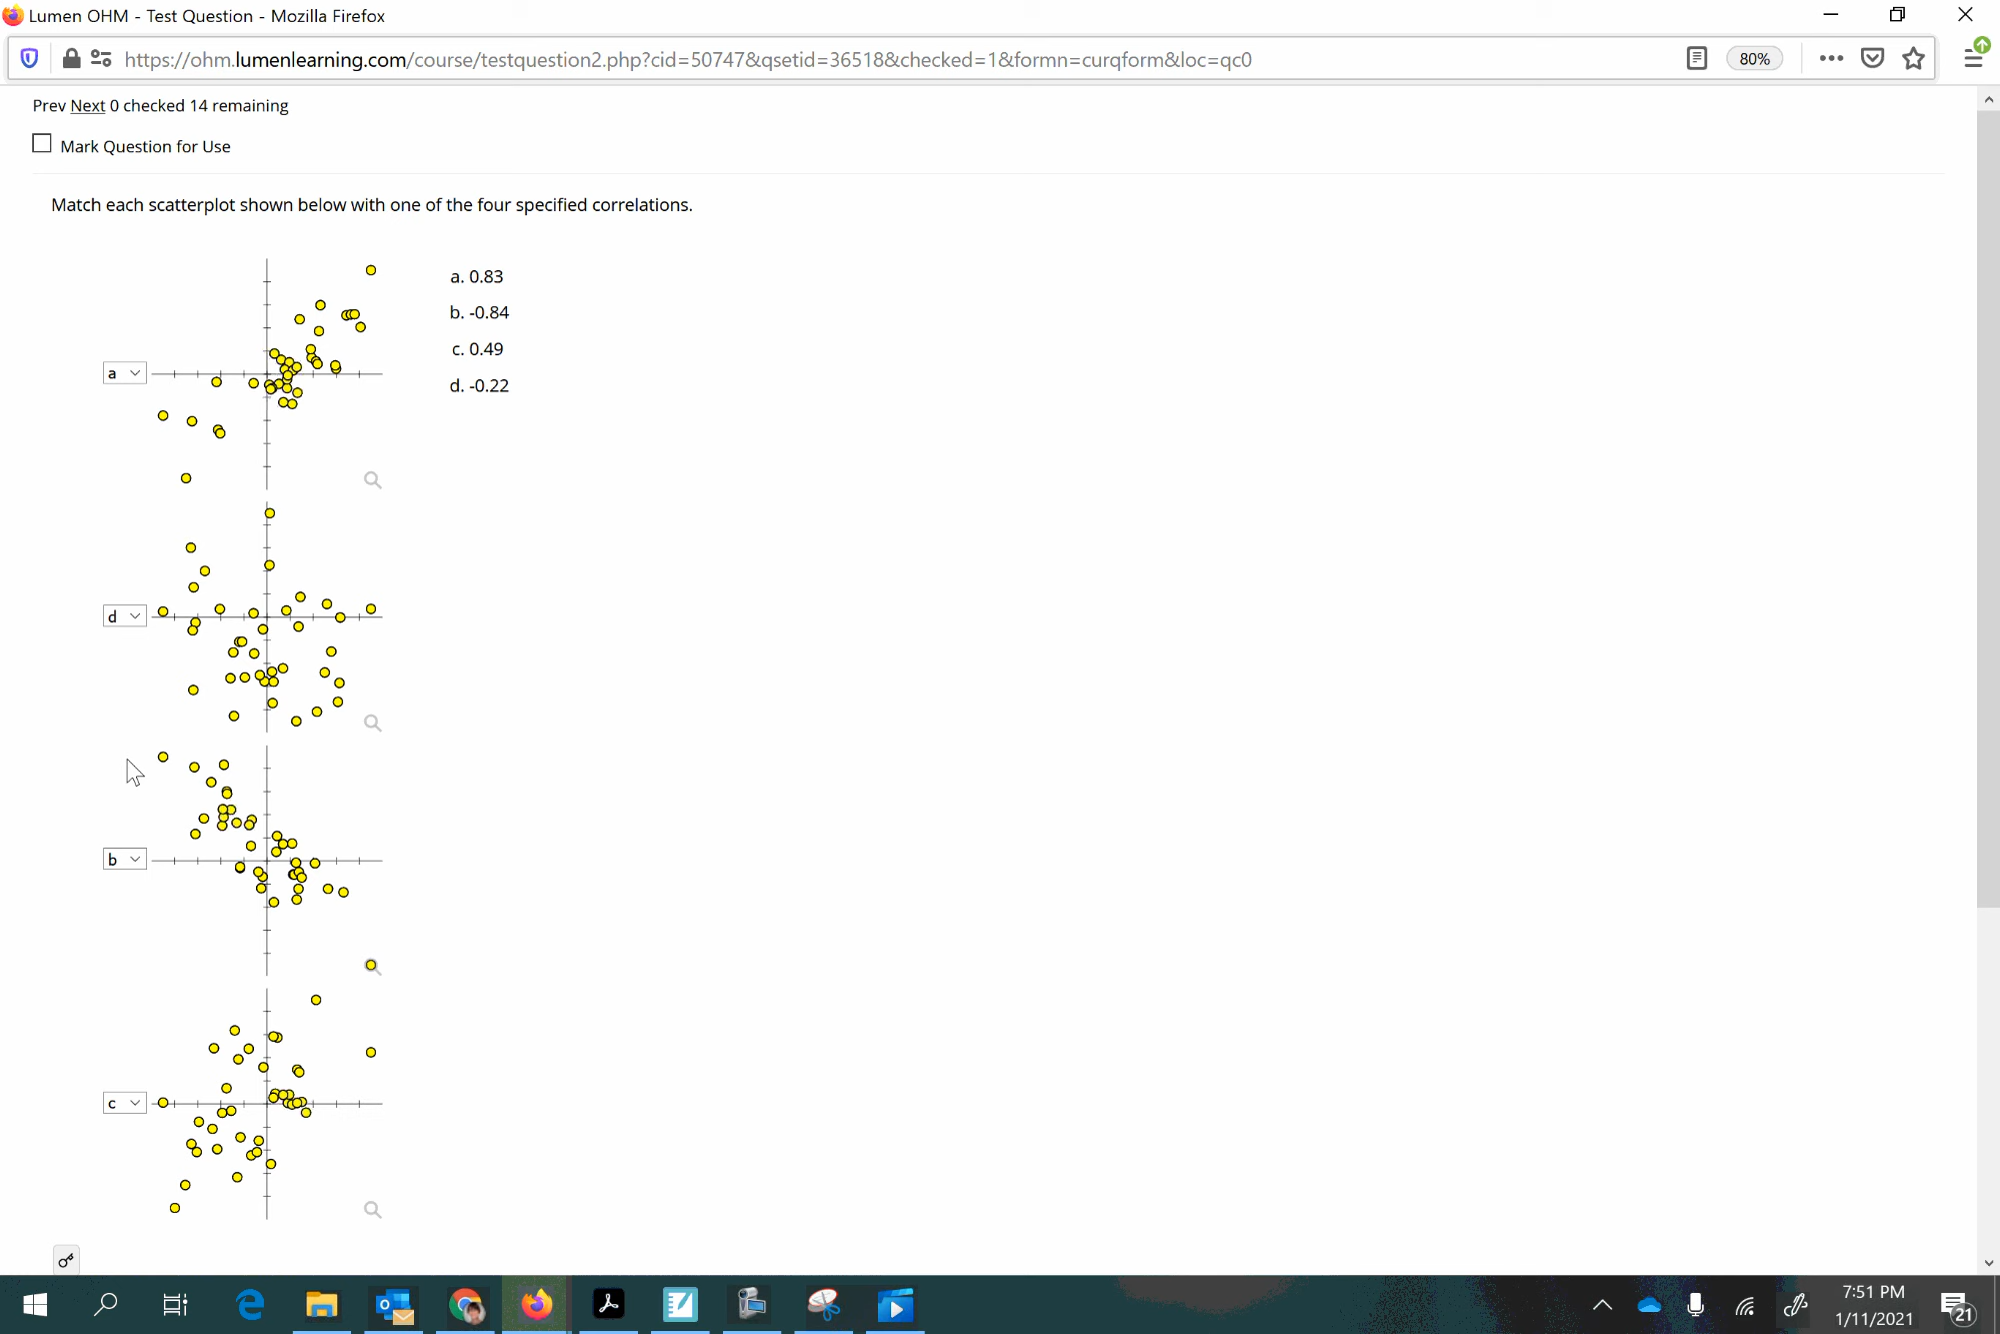 Lumen OHM - Test Question - Mozilla Firefox
https://ohm.lumenlearning.com/course/testquestion2.php?cid=50747&qsetid=36518&checked=1&formn=curqform&loc=qc0
80%
Prev Next 0 checked 14 remaining
Mark Question for Use
Match each scatterplot shown below with one of the four specified correlations.
a. 0.83
b. -0.84
c. 0.49
d. -0.22
a
d
b
c
7:51 PM
1/11/2021
21